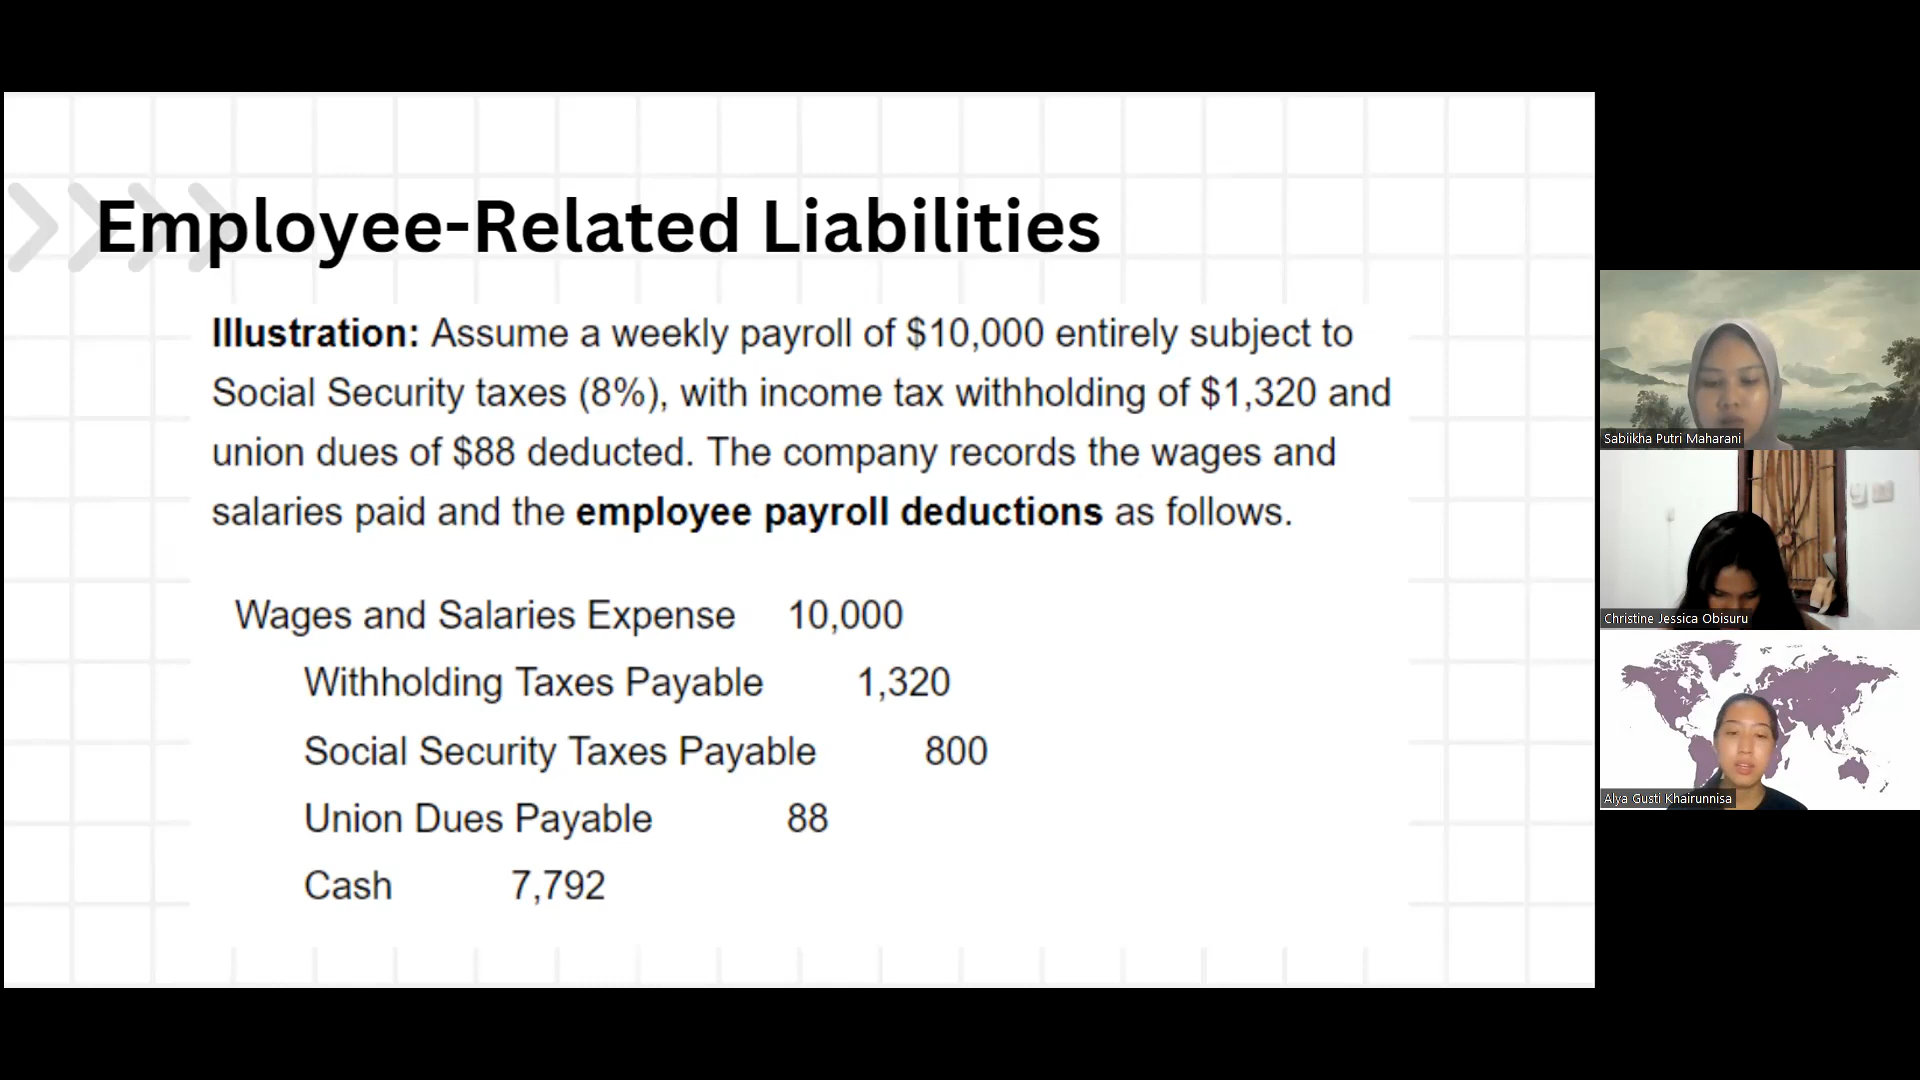 Employee-Related Liabilities
Illustration: Assume a weekly payroll of $10,000 entirely subject to
Social Security taxes (8%), with income tax withholding of $1,320 and
union dues of $88 deducted. The company records the wages and
salaries paid and the employee payroll deductions as follows.
Wages and Salaries Expense 10,000
Withholding Taxes Payable 1,320
Social Security Taxes Payable 800
Union Dues Payable 88
Cash 7,792
Sabiikha Putri Maharani
Christine Jessica Obisuru
Alya Gusti Khairunnisa